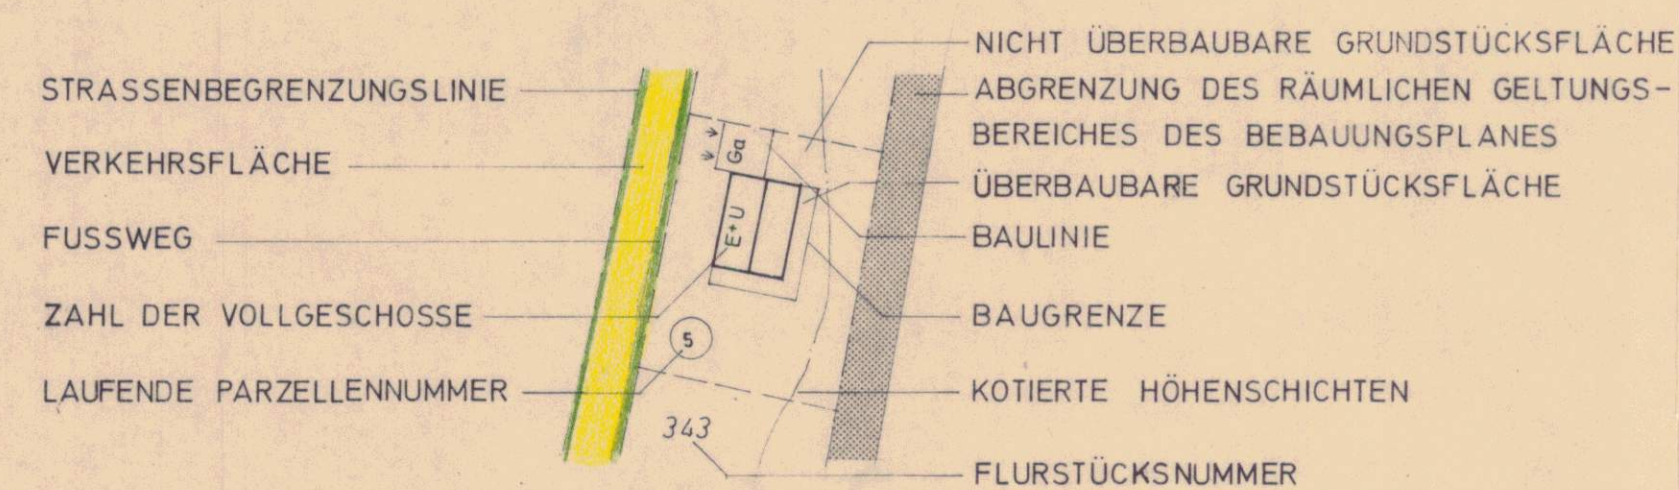 STRASSENBEGRENZUNGSLINIE
VERKEHRSFLÄCHE
FUSSWEG
ZAHL DER VOLLGESCHOSSE
LAUFENDE PARZELLENNUMMER
Ga
E+U
5
343
NICHT ÜBERBAUBARE GRUNDSTÜCKSFLÄCHE
ABGRENZUNG DES RÄUMLICHEN GELTUNGS-
BEREICHES DES BEBAUUNGSPLANES
ÜBERBAUBARE GRUNDSTÜCKSFLÄCHE
BAULINIE
BAUGRENZE
KOTIERTE HÖHENSCHICHTEN
FLURSTÜCKSNUMMER